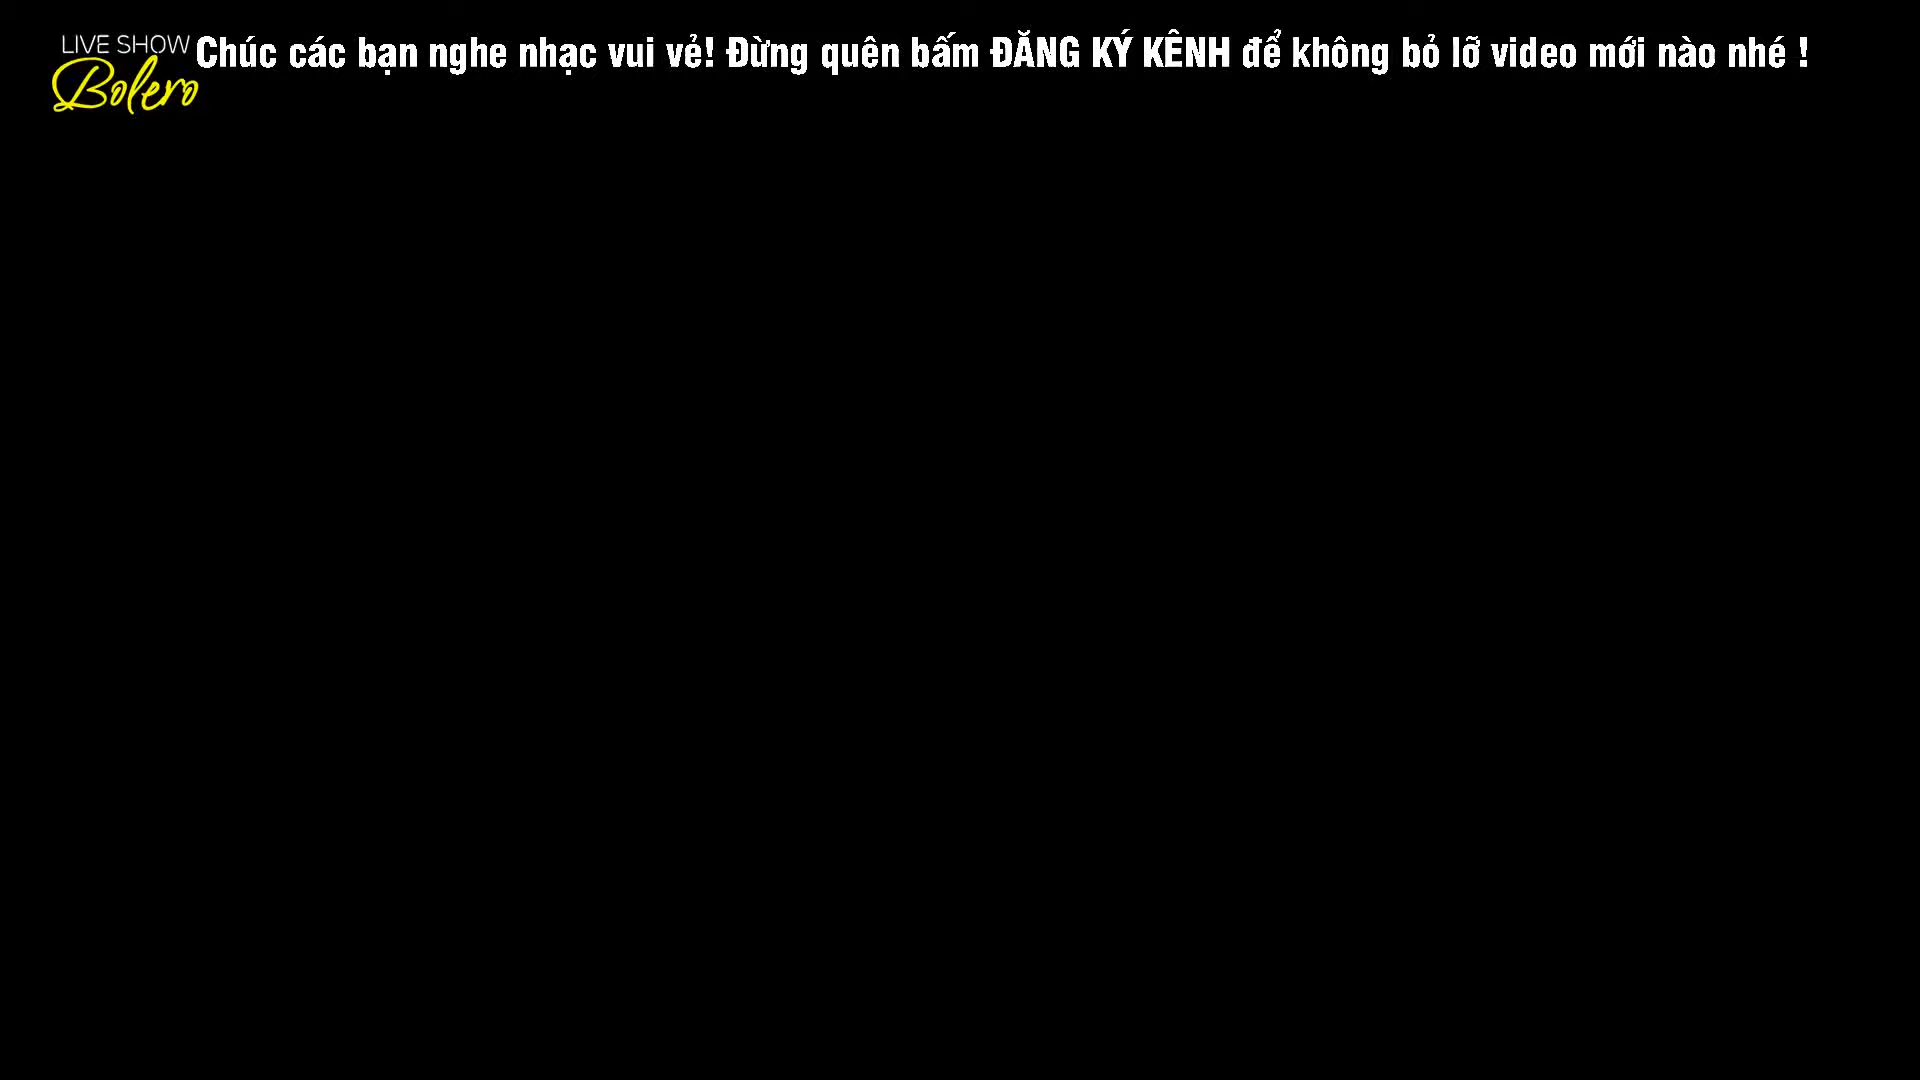 LIVE SHOW
Bolero
Chúc các bạn nghe nhạc vui vẻ! Đừng quên bấm ĐĂNG KÝ KÊNH để không bỏ lỡ video mới nào nhé !